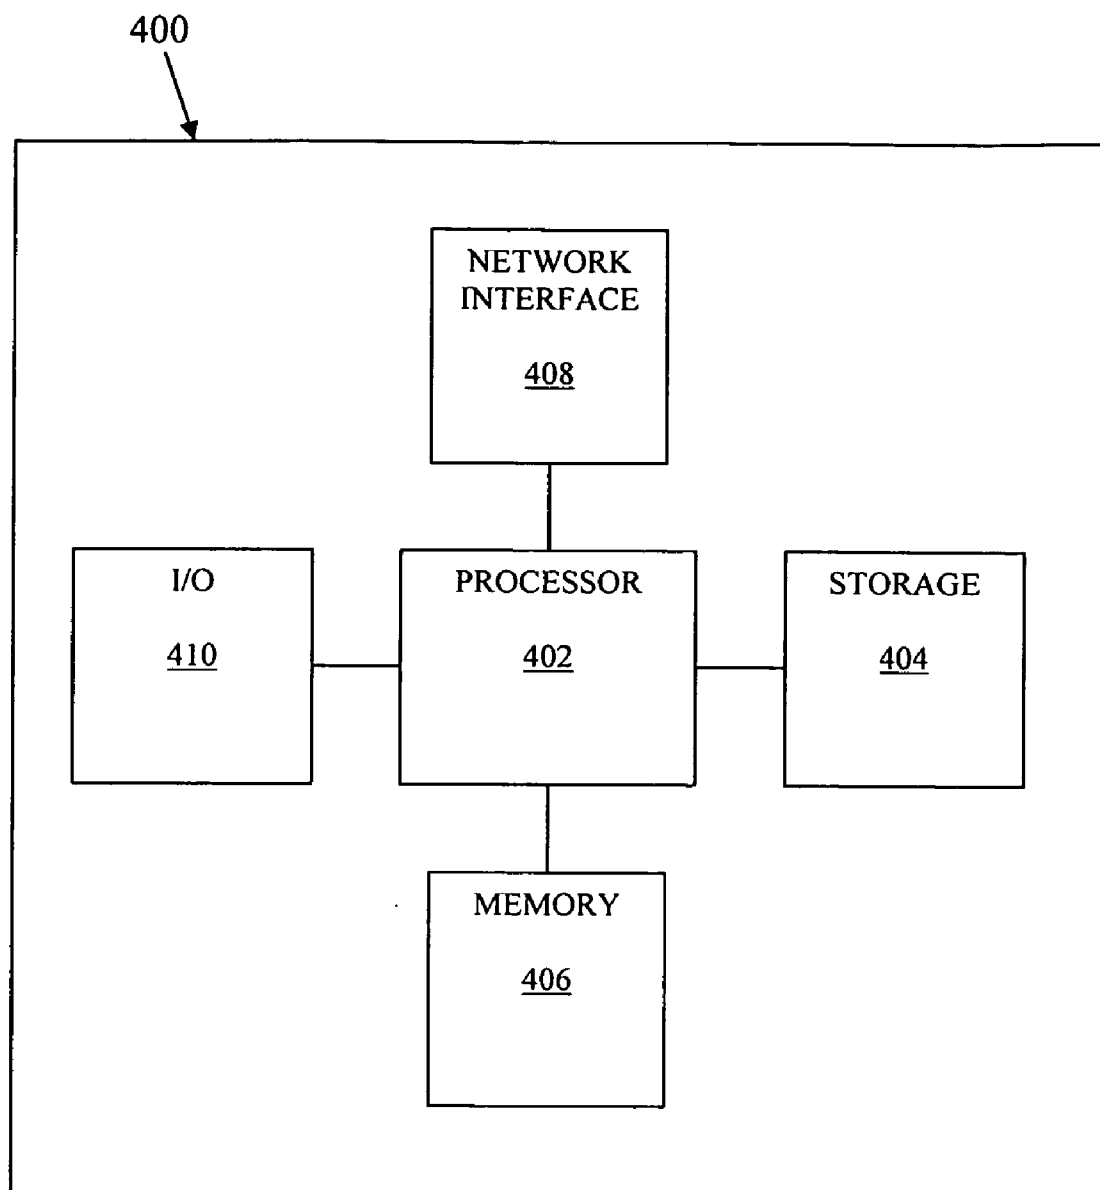 400
NETWORK
INTERFACE
408
I/O
410
PROCESSOR
402
STORAGE
404
MEMORY
406